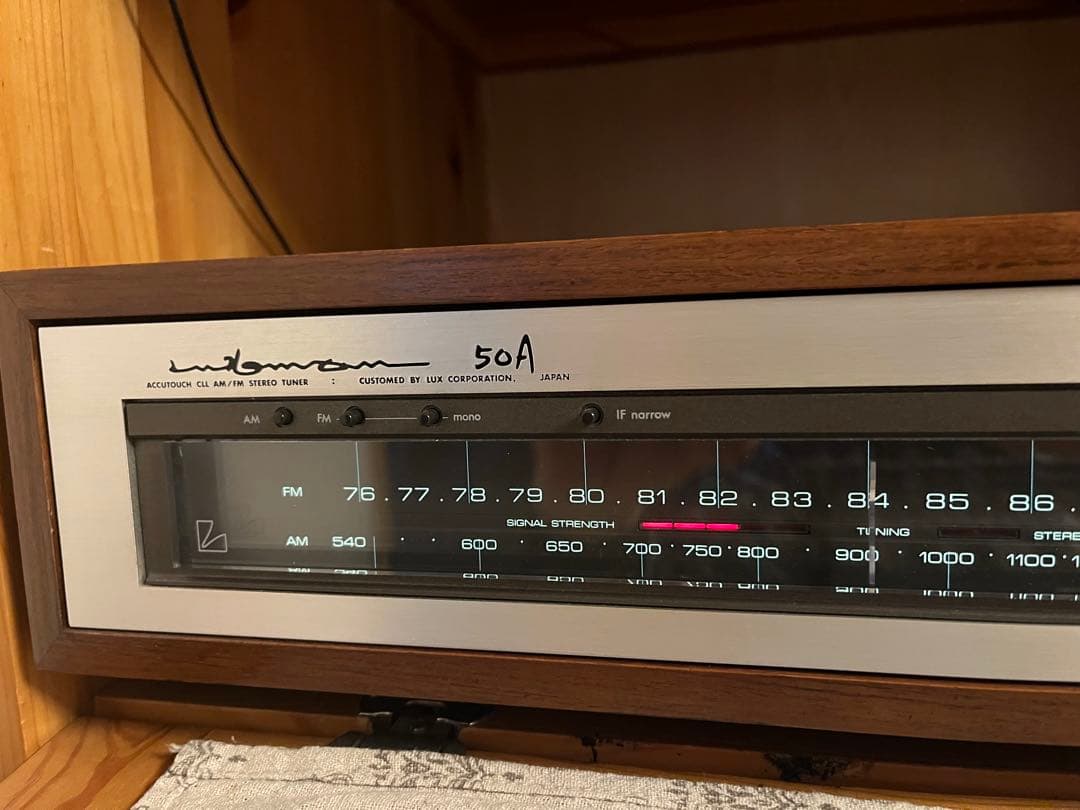 Luxman 50A
ACCUTOUCH CLL AM/FM STEREO TUNER : CUSTOMED BY LUX CORPORATION, JAPAN
AM FM mono IF narrow
FM 76 . 77 . 78 . 79 . 80 . 81 . 82 . 83 . 84 . 85 . 86 .
SIGNAL STRENGTH TUNING STERE
AM 540 · · 600 · 650 · 700 · 750 · 800 · 900 · 1000 · 1100 · 1